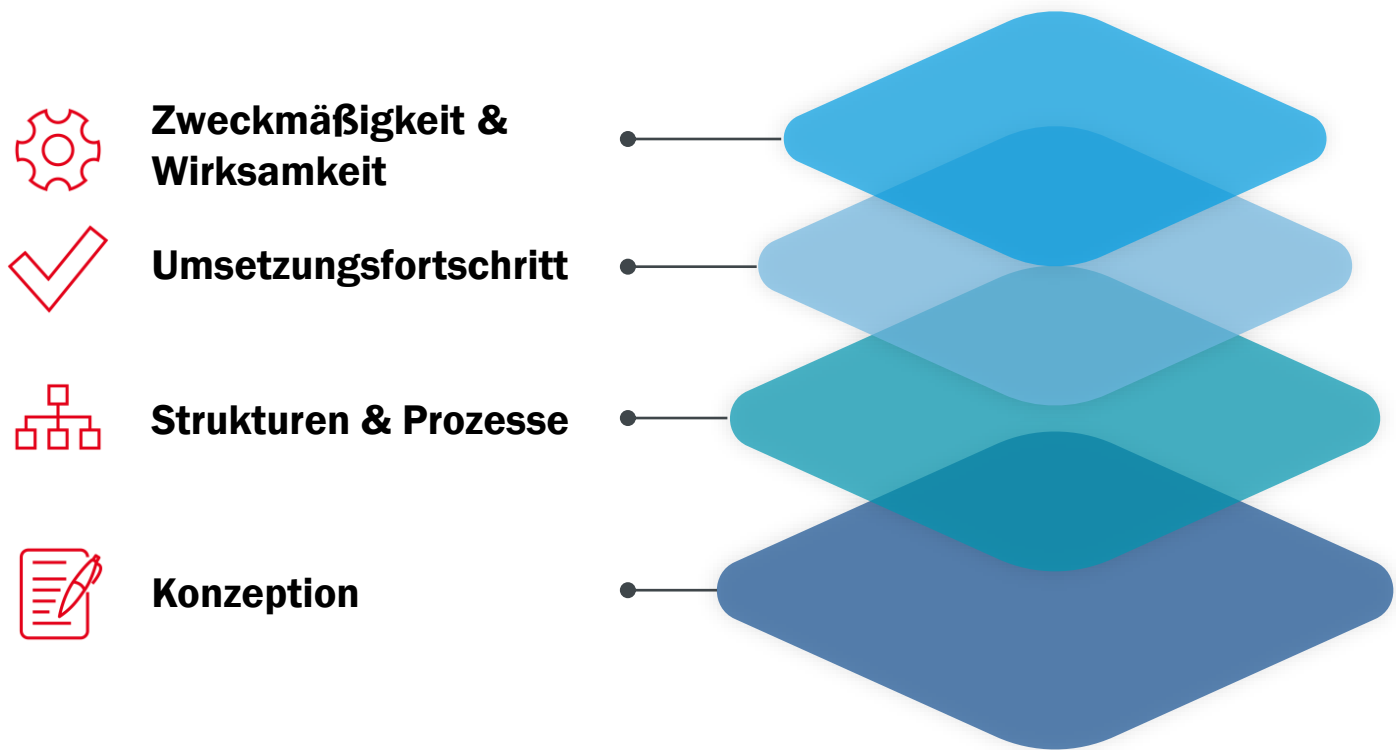 Zweckmäßigkeit &
Wirksamkeit
Umsetzungsfortschritt
Strukturen & Prozesse
Konzeption